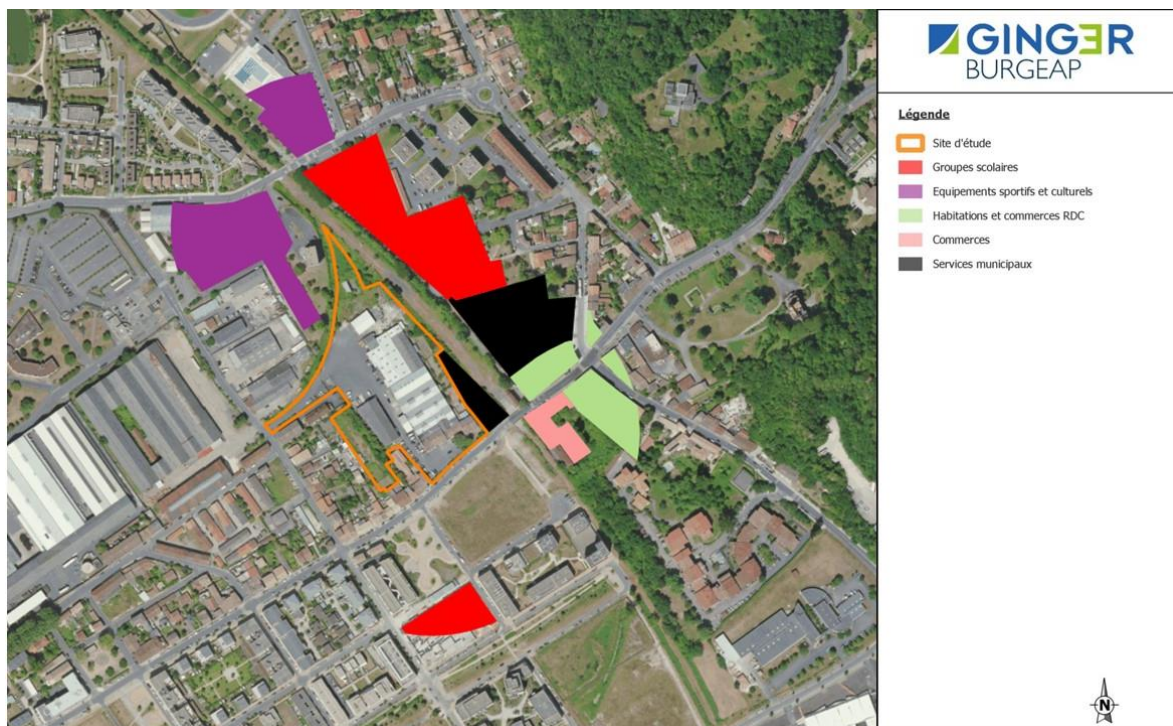 GINGER
BURGEAP
Légende
Site d'étude
Groupes scolaires
Equipements sportifs et culturels
Habitations et commerces RDC
Commerces
Services municipaux
N